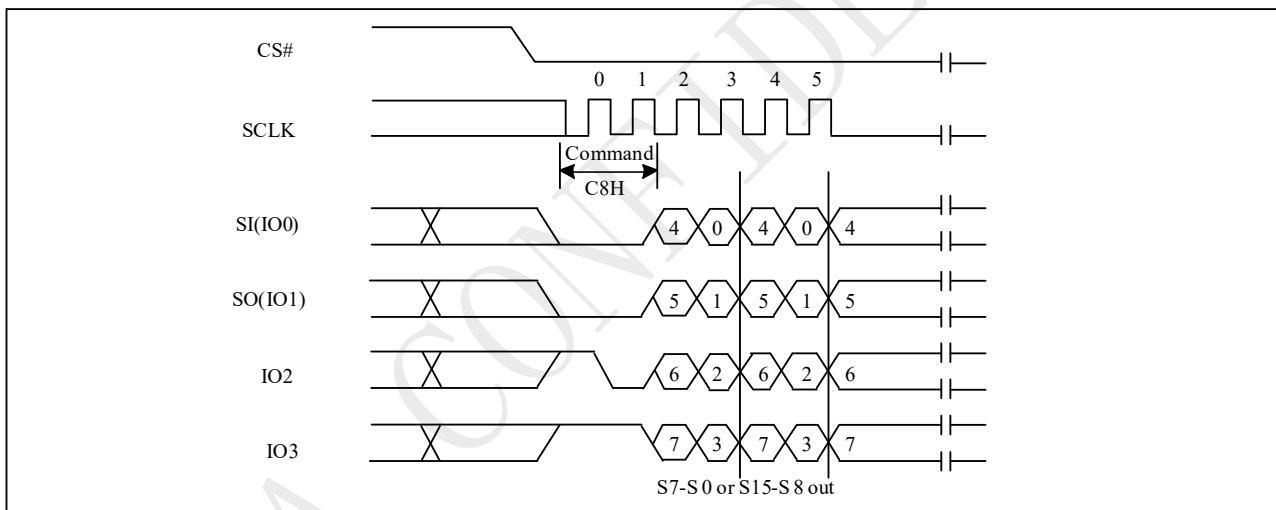 CS#
0 1 2 3 4 5
SCLK
Command
C8H
SI(IO0) 4 0 4 0 4
SO(IO1) 5 1 5 1 5
IO2 6 2 6 2 6
IO3 7 3 7 3 7
S7-S0 or S15-S8 out